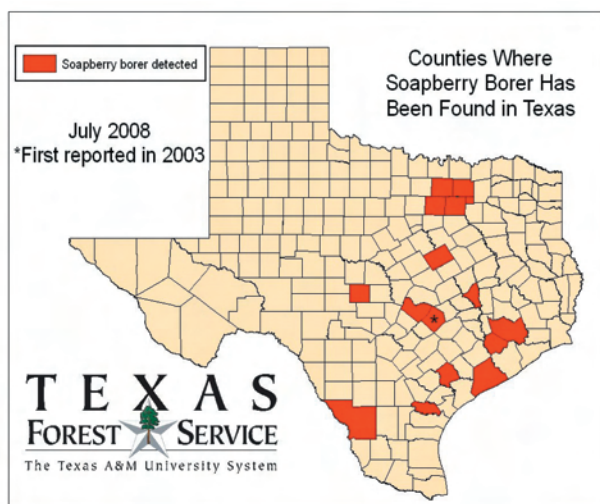 Soapberry borer detected
July 2008
*First reported in 2003
Counties Where
Soapberry Borer Has
Been Found in Texas
*
TEXAS
FOREST SERVICE
The Texas A&M University System